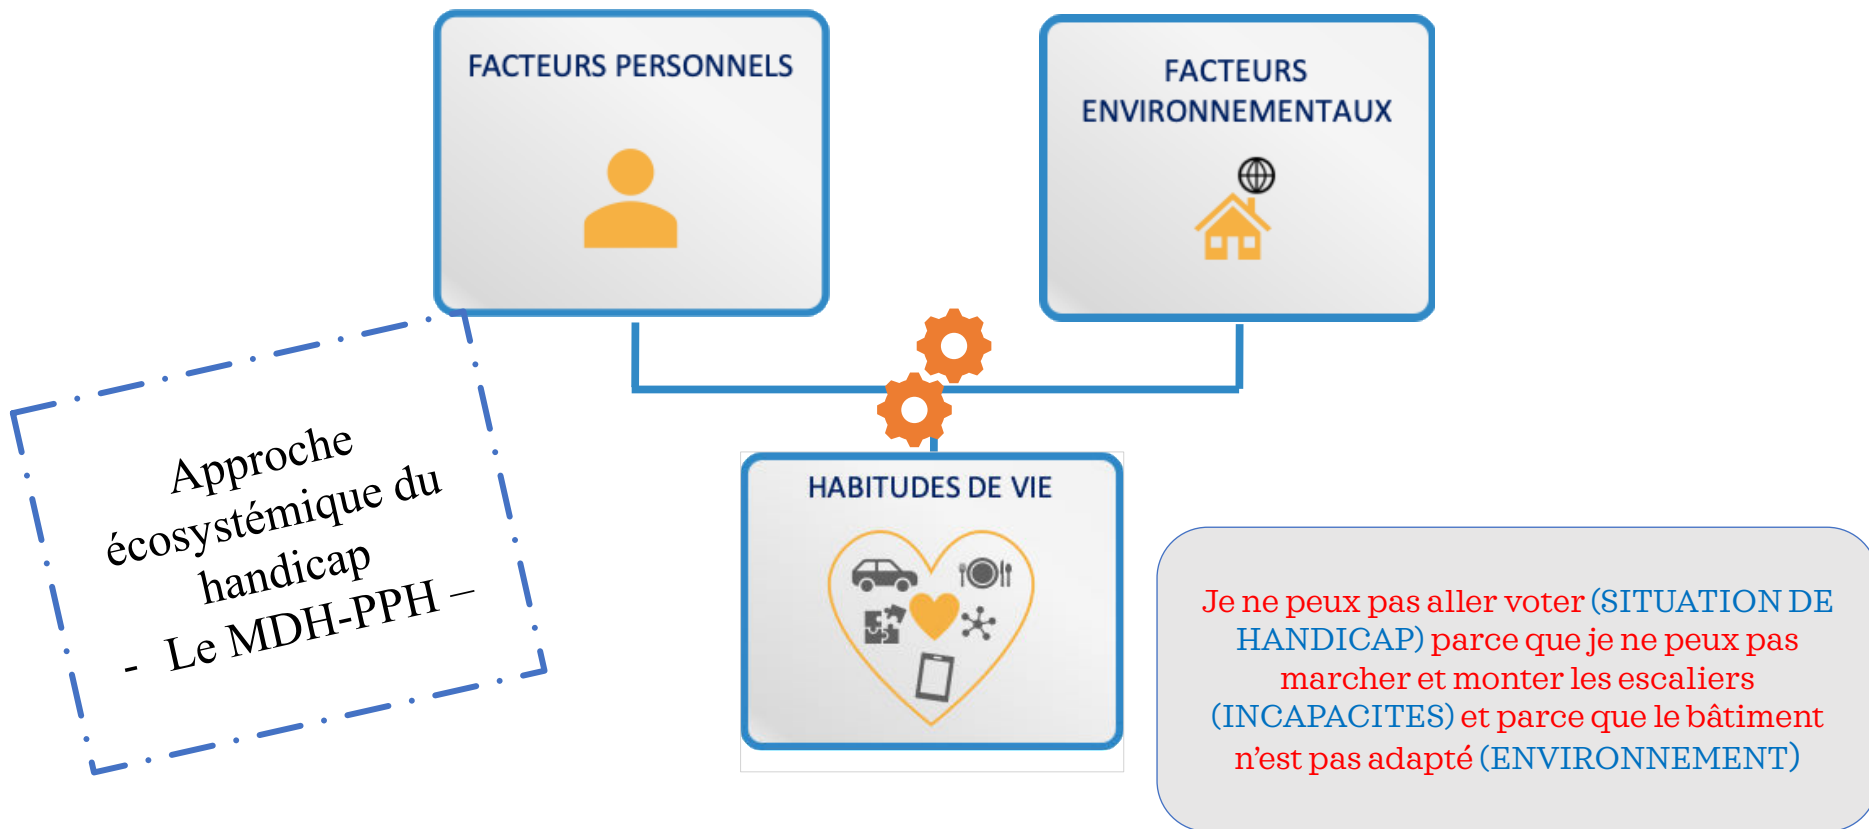 FACTEURS PERSONNELS
FACTEURS
ENVIRONNEMENTAUX
Approche
écosystémique du
handicap
- Le MDH-PPH –
HABITUDES DE VIE
Je ne peux pas aller voter (SITUATION DE
HANDICAP) parce que je ne peux pas
marcher et monter les escaliers
(INCAPACITES) et parce que le bâtiment
n’est pas adapté (ENVIRONNEMENT)